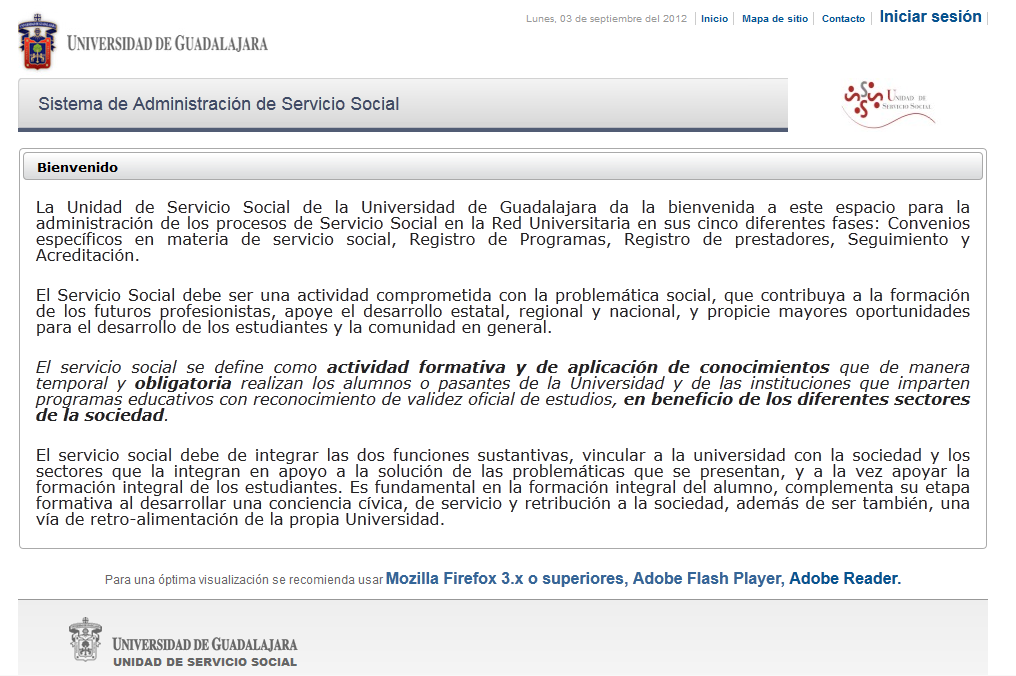 Lunes, 03 de septiembre del 2012 | Inicio | Mapa de sitio | Contacto | Iniciar sesión |
UNIVERSIDAD DE GUADALAJARA
Sistema de Administración de Servicio Social
UNIDAD DE
SERVICIO SOCIAL
Bienvenido
La Unidad de Servicio Social de la Universidad de Guadalajara da la bienvenida a este espacio para la
administración de los procesos de Servicio Social en la Red Universitaria en sus cinco diferentes fases: Convenios
específicos en materia de servicio social, Registro de Programas, Registro de prestadores, Seguimiento y
Acreditación.
El Servicio Social debe ser una actividad comprometida con la problemática social, que contribuya a la formación
de los futuros profesionistas, apoye el desarrollo estatal, regional y nacional, y propicie mayores oportunidades
para el desarrollo de los estudiantes y la comunidad en general.
El servicio social se define como actividad formativa y de aplicación de conocimientos que de manera
temporal y obligatoria realizan los alumnos o pasantes de la Universidad y de las instituciones que imparten
programas educativos con reconocimiento de validez oficial de estudios, en beneficio de los diferentes sectores
de la sociedad.
El servicio social debe de integrar las dos funciones sustantivas, vincular a la universidad con la sociedad y los
sectores que la integran en apoyo a la solución de las problemáticas que se presentan, y a la vez apoyar la
formación integral de los estudiantes. Es fundamental en la formación integral del alumno, complementa su etapa
formativa al desarrollar una conciencia cívica, de servicio y retribución a la sociedad, además de ser también, una
vía de retro-alimentación de la propia Universidad.
Para una óptima visualización se recomienda usar Mozilla Firefox 3.x o superiores, Adobe Flash Player, Adobe Reader.
UNIVERSIDAD DE GUADALAJARA
UNIDAD DE SERVICIO SOCIAL